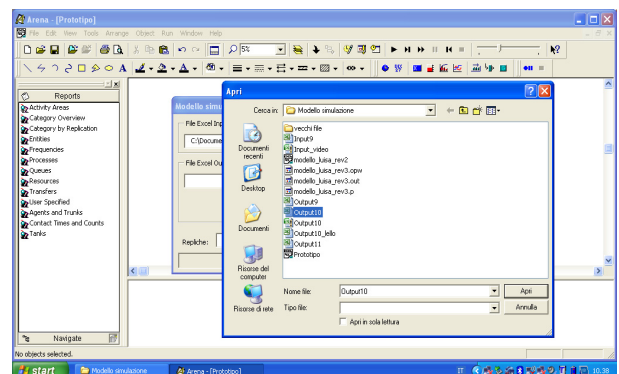 Arena - [Prototipo]
File Edit View Tools Arrange Object Run Window Help
5%
Reports
Activity Areas
Category Overview
Category by Replication
Entities
Frequencies
Processes
Queues
Resources
Transfers
User Specified
Agents and Trunks
Contact Times and Counts
Tanks
Navigate
Modello simu
File Excel Inp
C:\Docume
File Excel Ou
Repliche:
Apri
Cerca in:
Modello simulazione
Documenti recenti
Desktop
Documenti
Risorse del computer
Risorse di rete
vecchi file
Input9
Input_video
modello_luisa_rev2
modello_luisa_rev3.opw
modello_luisa_rev3.out
modello_luisa_rev3.p
Output9
Output10
Output10
Output10_lello
Output11
Prototipo
Nome file:
Output10
Apri
Tipo file:
Annulla
Apri in sola lettura
No objects selected.
start
Modello simulazione
Arena - [Prototipo]
IT
10.38